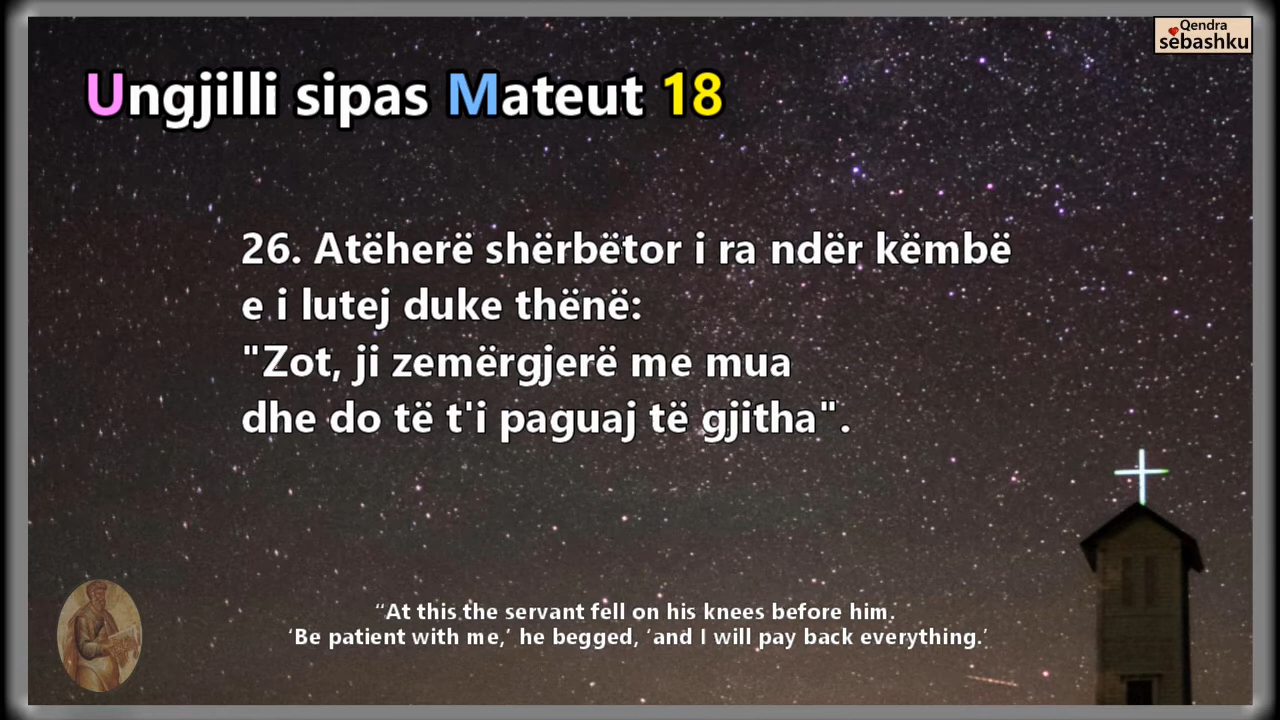 Qendra
sëbashku
Ungjilli sipas Mateut 18
26. Atëherë shërbëtor i ra ndër këmbë
e i lutej duke thënë:
"Zot, ji zemërgjerë me mua
dhe do të t'i paguaj të gjitha".
“At this the servant fell on his knees before him.
‘Be patient with me,’ he begged, ‘and I will pay back everything.’